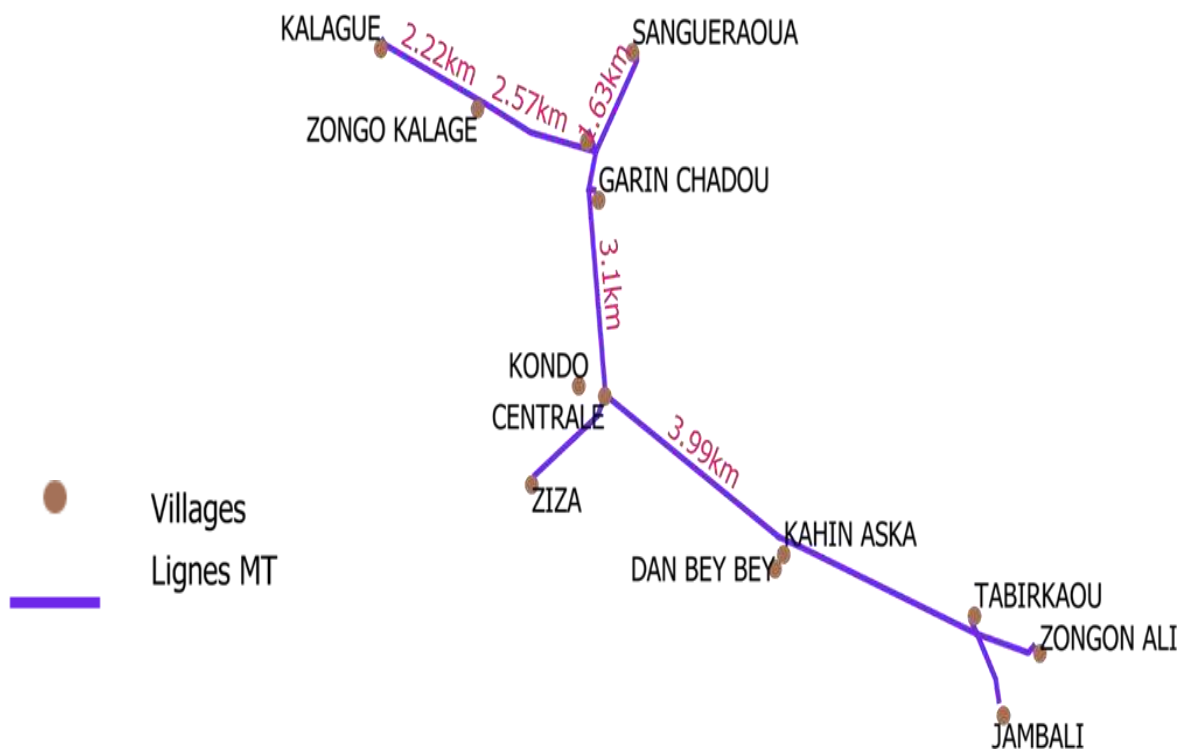 KALAGUE
SANGUERAOUA
2.22km
2.57km
1.63km
ZONGO KALAGE
GARIN CHADOU
3.1km
KONDO
CENTRALE
3.99km
ZIZA
Villages
KAHIN ASKA
DAN BEY BEY
Lignes MT
TABIRKAOU
ZONGON ALI
JAMBALI